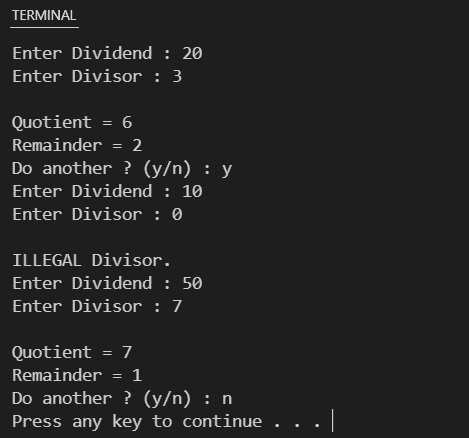 TERMINAL
Enter Dividend : 20
Enter Divisor : 3
Quotient = 6
Remainder = 2
Do another ? (y/n) : y
Enter Dividend : 10
Enter Divisor : 0
ILLEGAL Divisor.
Enter Dividend : 50
Enter Divisor : 7
Quotient = 7
Remainder = 1
Do another ? (y/n) : n
Press any key to continue . . .